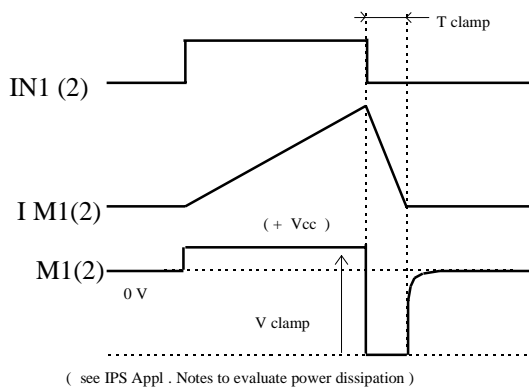 T clamp
IN1 (2)
I M1(2)
( + Vcc )
M1(2)
0 V
V clamp
( see IPS Appl . Notes to evaluate power dissipation )